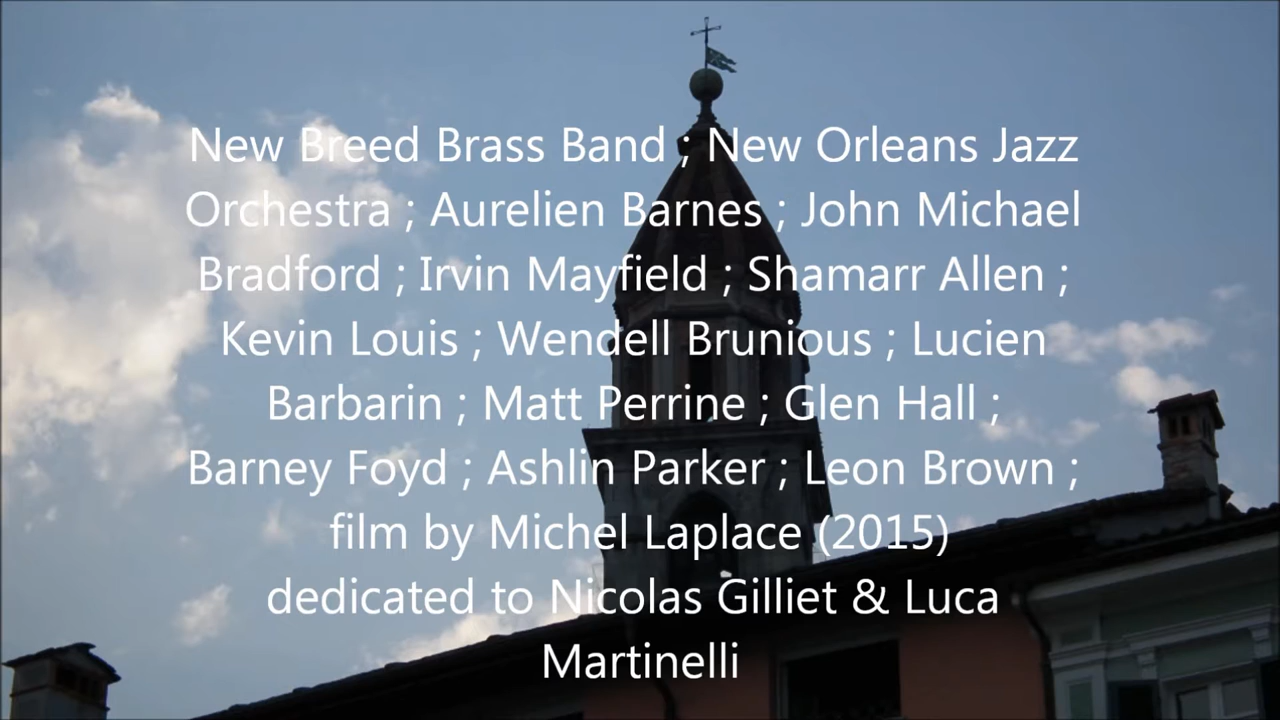 New Breed Brass Band ; New Orleans Jazz
Orchestra ; Aurelien Barnes ; John Michael
Bradford ; Irvin Mayfield ; Shamarr Allen ;
Kevin Louis ; Wendell Brunious ; Lucien
Barbarin ; Matt Perrine ; Glen Hall ;
Barney Foyd ; Ashlin Parker ; Leon Brown ;
film by Michel Laplace (2015)
dedicated to Nicolas Gilliet & Luca
Martinelli